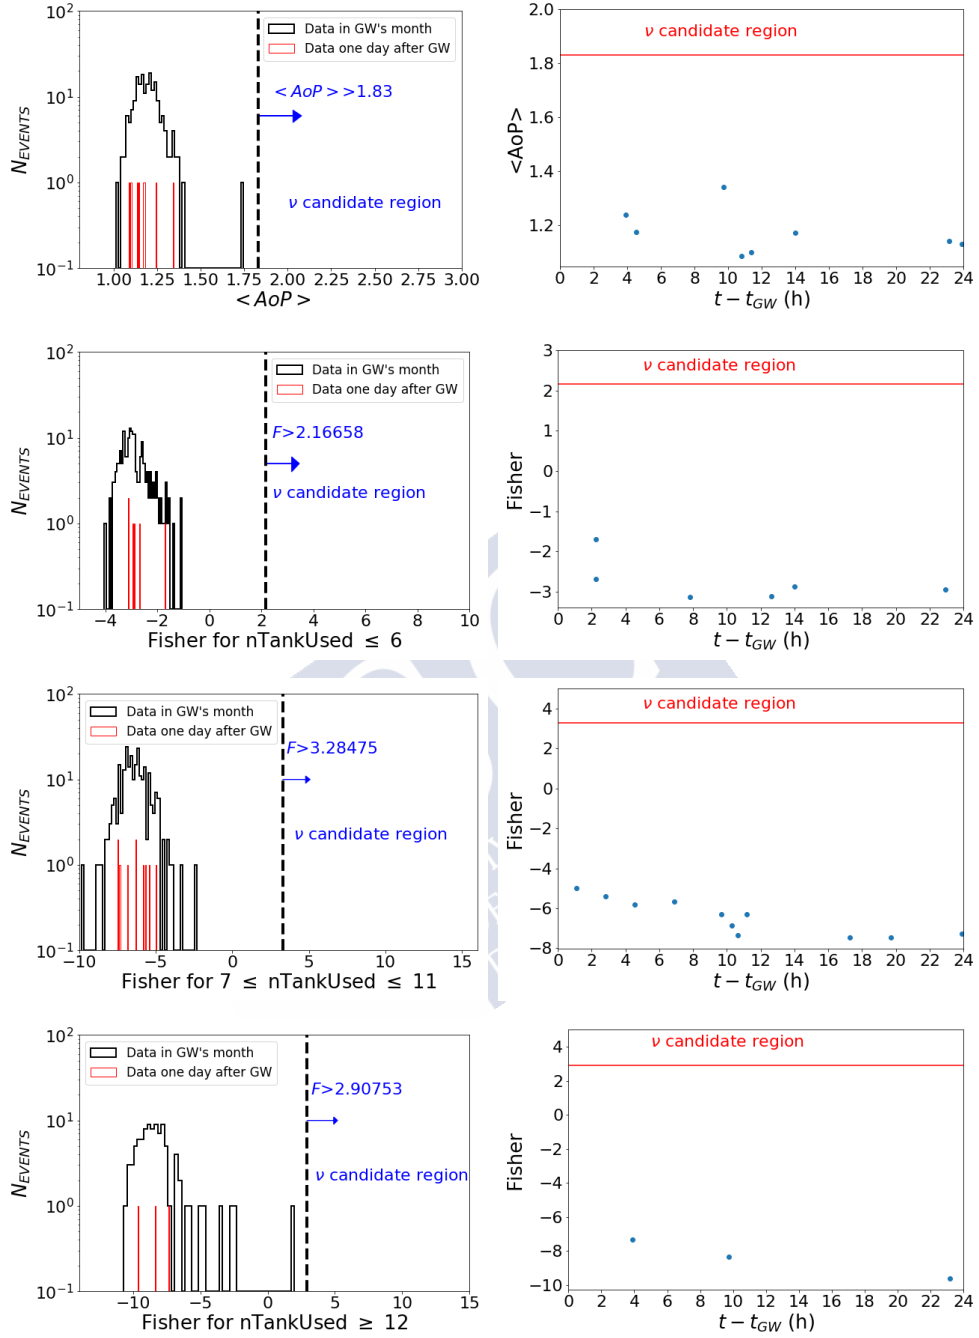 Data in GW's month
Data one day after GW
<AoP>>1.83
ν candidate region
N_EVENTS
10²
10¹
10⁰
10⁻¹
1.00 1.25 1.50 1.75 2.00 2.25 2.50 2.75 3.00
<AoP>
ν candidate region
<AoP>
2.0
1.8
1.6
1.4
1.2
0 2 4 6 8 10 12 14 16 18 20 22 24
t − t_GW (h)
Data in GW's month
Data one day after GW
F>2.16658
ν candidate region
N_EVENTS
10²
10¹
10⁰
10⁻¹
−4 −2 0 2 4 6 8 10
Fisher for nTankUsed ≤ 6
ν candidate region
Fisher
3
2
1
0
−1
−2
−3
0 2 4 6 8 10 12 14 16 18 20 22 24
t − t_GW (h)
Data in GW's month
Data one day after GW
F>3.28475
ν candidate region
N_EVENTS
10²
10¹
10⁰
10⁻¹
−10 −5 0 5 10 15
Fisher for 7 ≤ nTankUsed ≤ 11
ν candidate region
Fisher
4
2
0
−2
−4
−6
−8
0 2 4 6 8 10 12 14 16 18 20 22 24
t − t_GW (h)
Data in GW's month
Data one day after GW
F>2.90753
ν candidate region
N_EVENTS
10²
10¹
10⁰
10⁻¹
−10 −5 0 5 10 15
Fisher for nTankUsed ≥ 12
ν candidate region
Fisher
4
2
0
−2
−4
−6
−8
−10
0 2 4 6 8 10 12 14 16 18 20 22 24
t − t_GW (h)